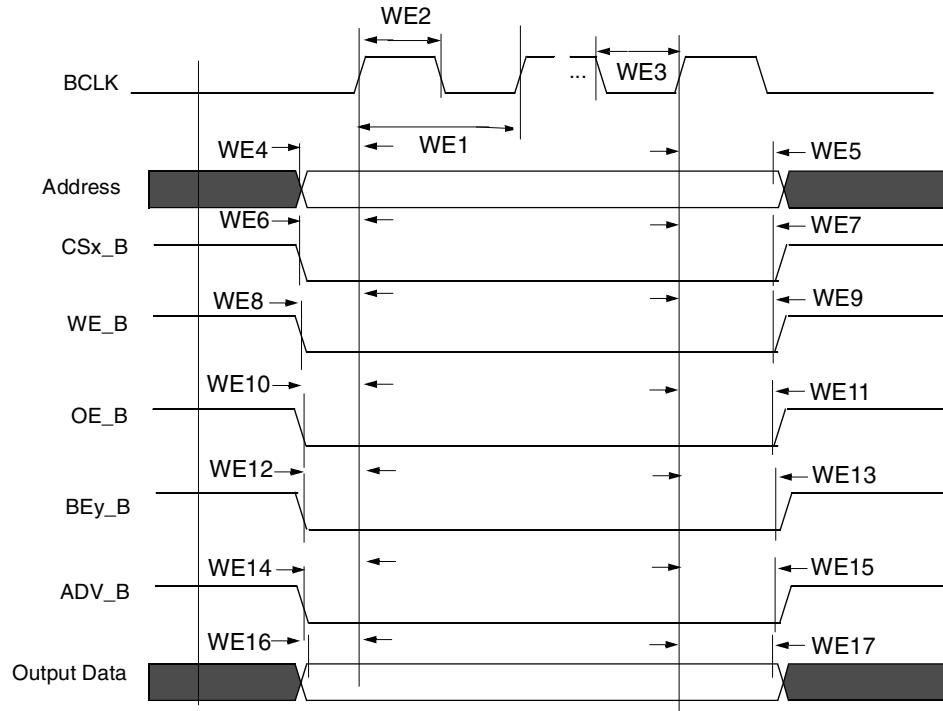 WE2
BCLK
...
WE3
WE4
WE1
WE5
Address
WE6
WE7
CSx_B
WE8
WE9
WE_B
WE10
WE11
OE_B
WE12
WE13
BEy_B
WE14
WE15
ADV_B
WE16
WE17
Output Data